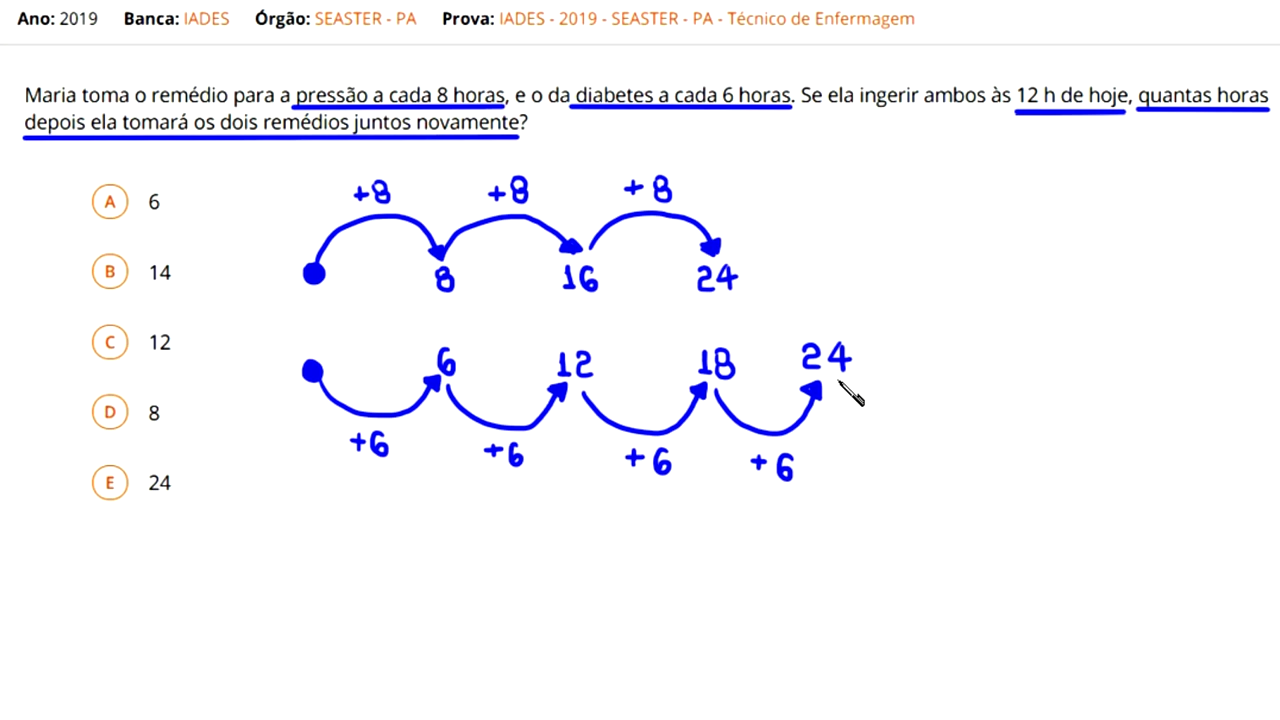 Ano: 2019 Banca: IADES Órgão: SEASTER - PA Prova: IADES - 2019 - SEASTER - PA - Técnico de Enfermagem
Maria toma o remédio para a pressão a cada 8 horas, e o da diabetes a cada 6 horas. Se ela ingerir ambos às 12 h de hoje, quantas horas
depois ela tomará os dois remédios juntos novamente?
+8 +8 +8
A 6
B 14
8 16 24
C 12
6 12 18 24
D 8
+6 +6 +6 +6
E 24